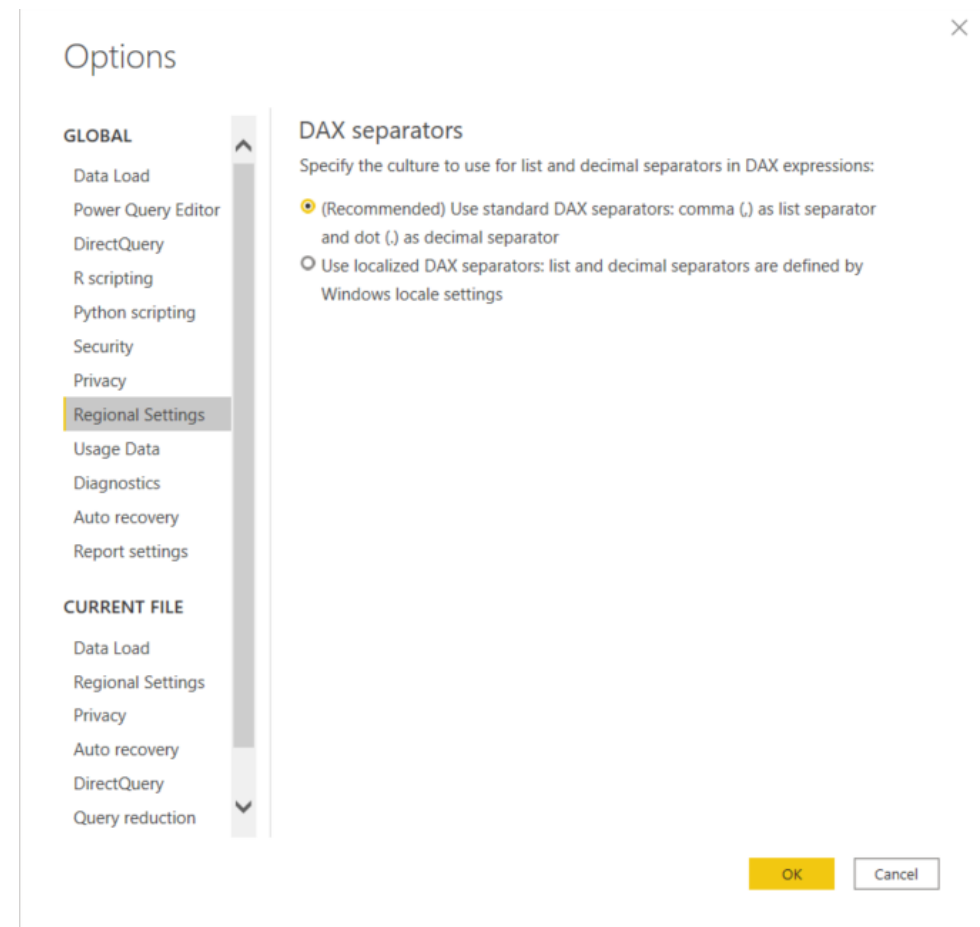 Options
GLOBAL
Data Load
Power Query Editor
DirectQuery
R scripting
Python scripting
Security
Privacy
Regional Settings
Usage Data
Diagnostics
Auto recovery
Report settings
CURRENT FILE
Data Load
Regional Settings
Privacy
Auto recovery
DirectQuery
Query reduction
DAX separators
Specify the culture to use for list and decimal separators in DAX expressions:
(Recommended) Use standard DAX separators: comma (,) as list separator
and dot (.) as decimal separator
Use localized DAX separators: list and decimal separators are defined by
Windows locale settings
OK
Cancel